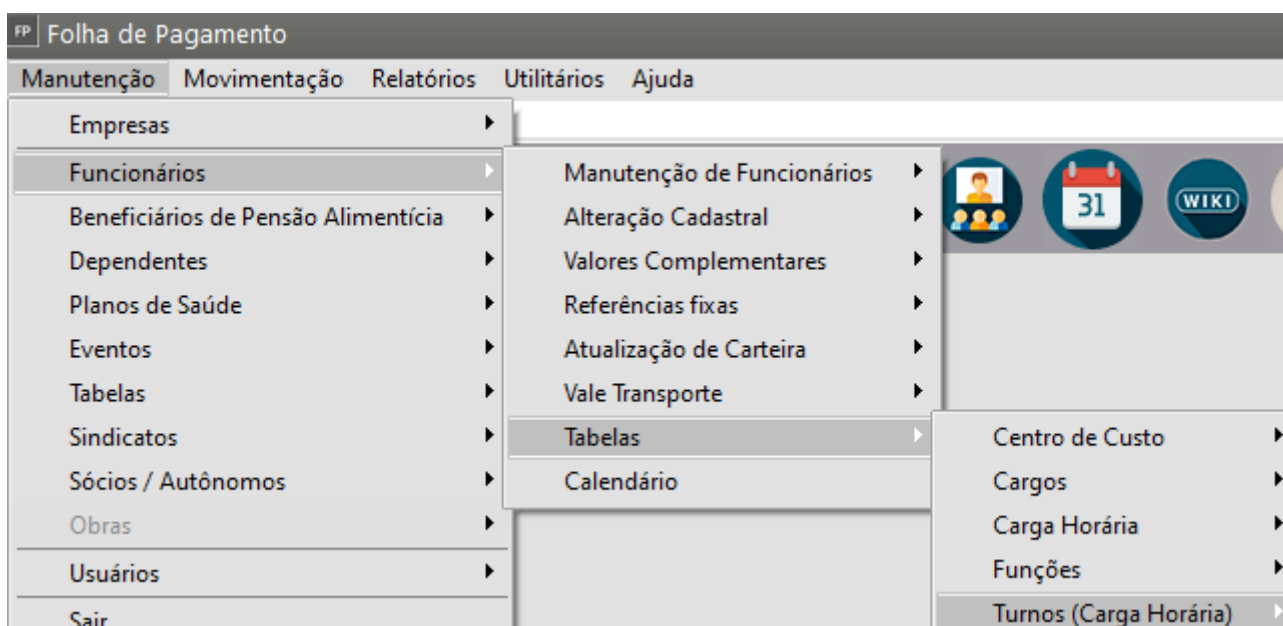 FP Folha de Pagamento
Manutenção Movimentação Relatórios Utilitários Ajuda
Empresas
Funcionários
Beneficiários de Pensão Alimentícia
Dependentes
Planos de Saúde
Eventos
Tabelas
Sindicatos
Sócios / Autônomos
Obras
Usuários
Sair
Manutenção de Funcionários
Alteração Cadastral
Valores Complementares
Referências fixas
Atualização de Carteira
Vale Transporte
Tabelas
Calendário
31
WIKI
Centro de Custo
Cargos
Carga Horária
Funções
Turnos (Carga Horária)